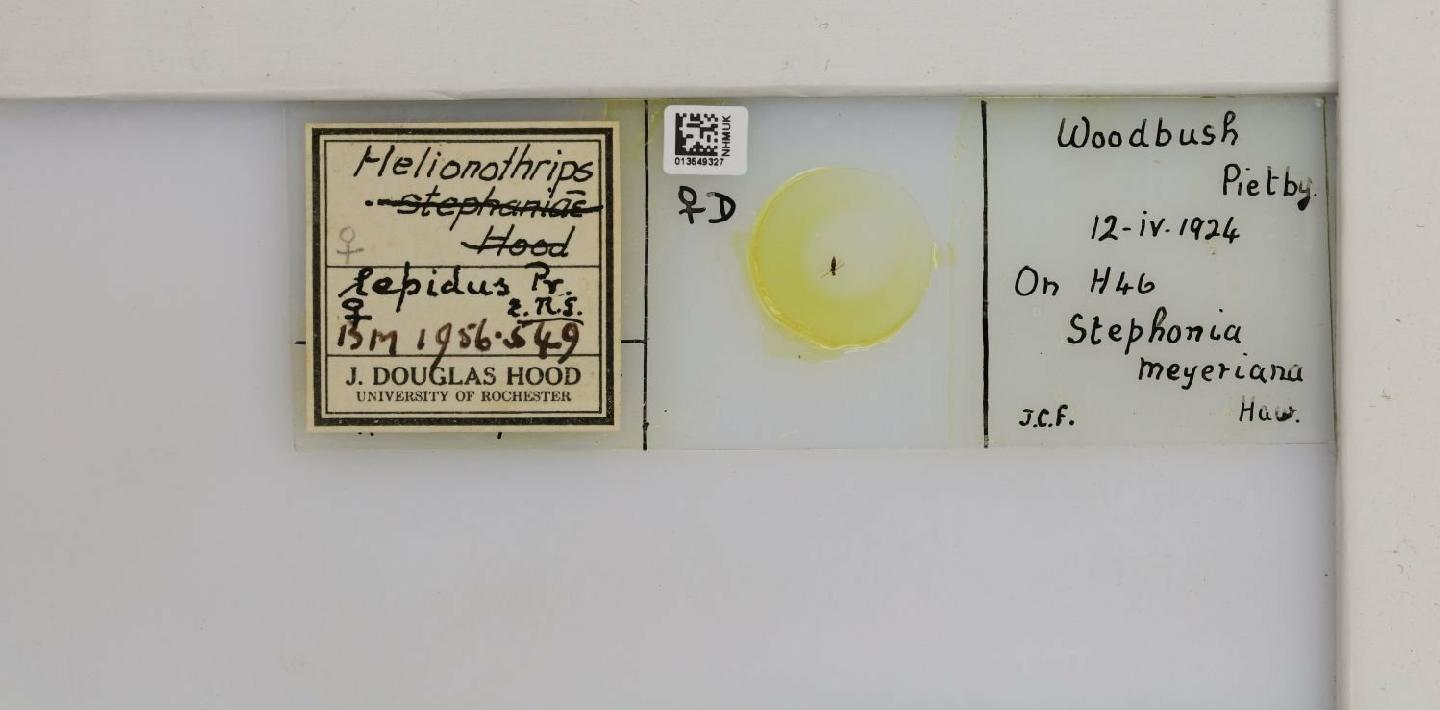 Helionothrips
stephaniae
Hood
♀
lepidus Pr.
♀ z.n.s.
BM 1956.549
J. DOUGLAS HOOD
UNIVERSITY OF ROCHESTER
NHMUK
013649327
♀ D
Woodbush
Pietbg.
12-iv-1924
On H46
Stephonia
meyeriana
J.C.F. Haw.